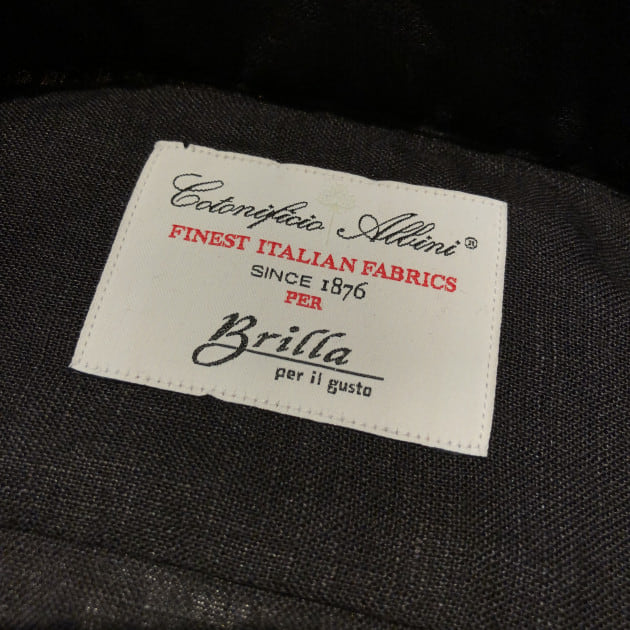 Cotonificio Albini®
FINEST ITALIAN FABRICS
SINCE 1876
PER
Brilla
per il gusto